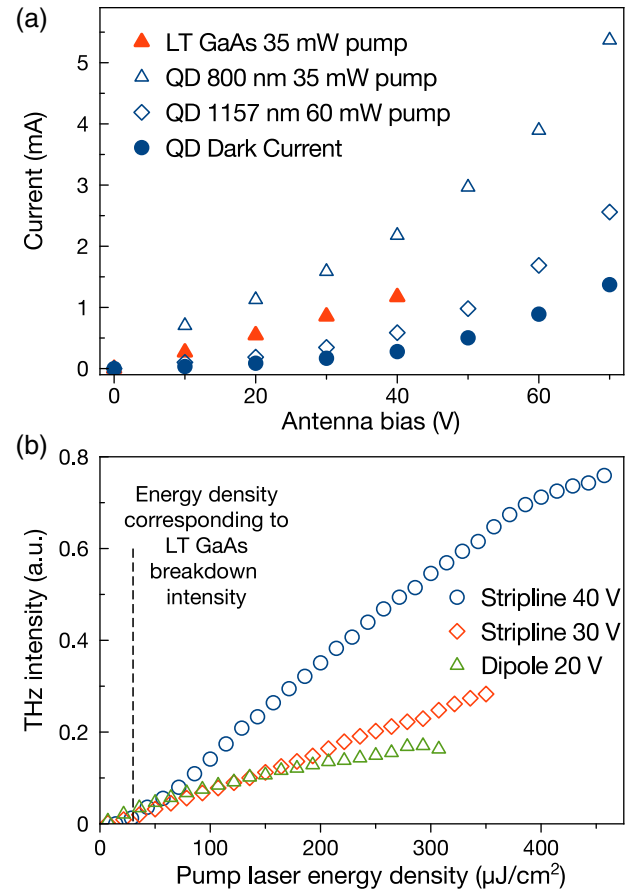 (a)
LT GaAs 35 mW pump
QD 800 nm 35 mW pump
QD 1157 nm 60 mW pump
QD Dark Current
Current (mA)
5
4
3
2
1
0
0
20
40
60
Antenna bias (V)
(b)
Energy density
corresponding to
LT GaAs
breakdown
intensity
Stripline 40 V
Stripline 30 V
Dipole 20 V
THz intensity (a.u.)
0.8
0.6
0.4
0.2
0
0
100
200
300
400
Pump laser energy density (µJ/cm²)